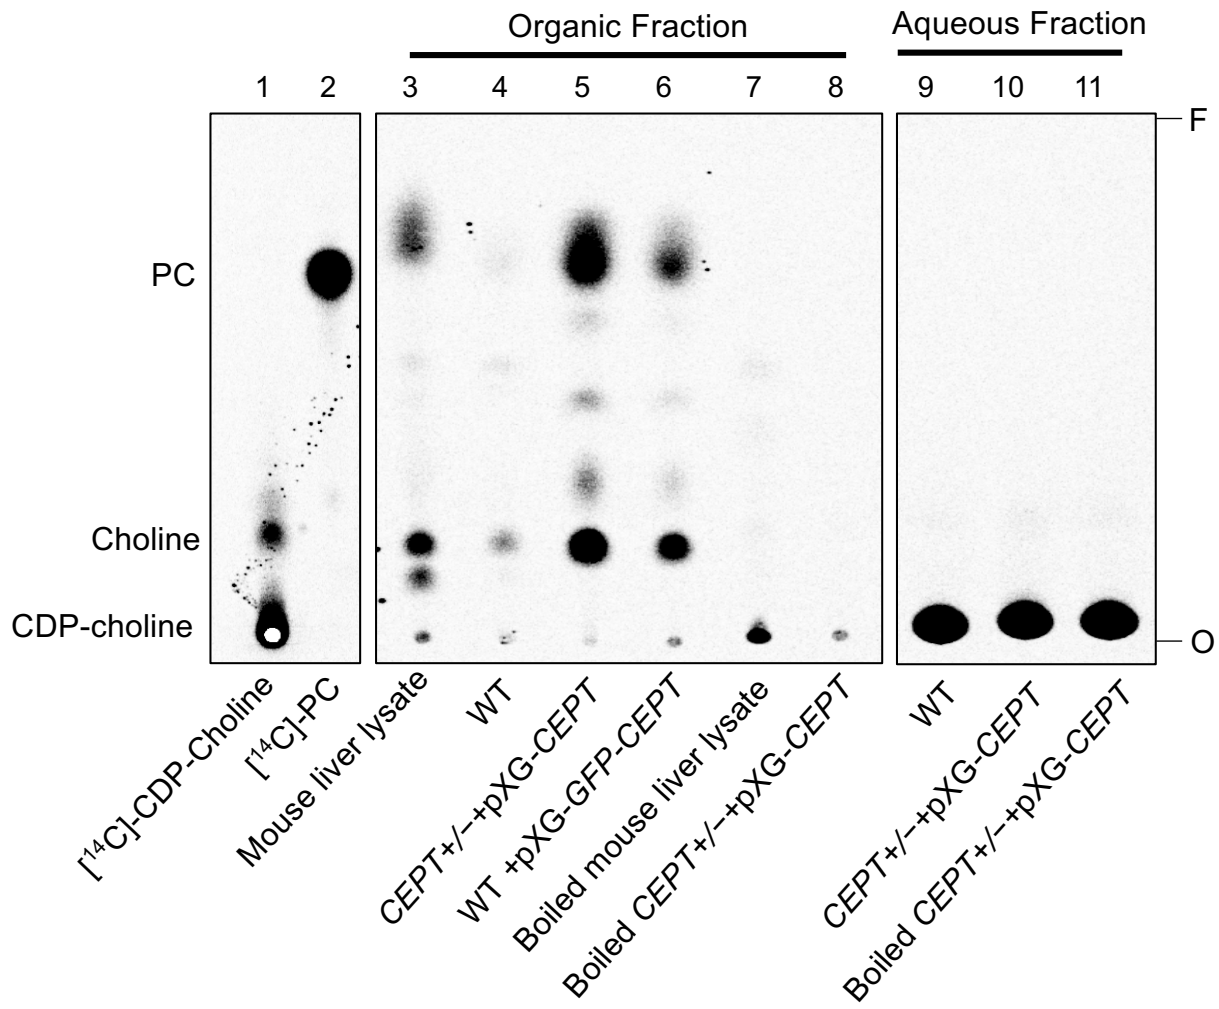 Organic Fraction
Aqueous Fraction
1 2 3 4 5 6 7 8 9 10 11
F
PC
Choline
CDP-choline
O
[¹⁴C]-CDP-Choline
[¹⁴C]-PC
Mouse liver lysate
WT
CEPT+/−+pXG-CEPT
WT +pXG-GFP-CEPT
Boiled mouse liver lysate
Boiled CEPT+/−+pXG-CEPT
WT
CEPT+/−+pXG-CEPT
Boiled CEPT+/−+pXG-CEPT